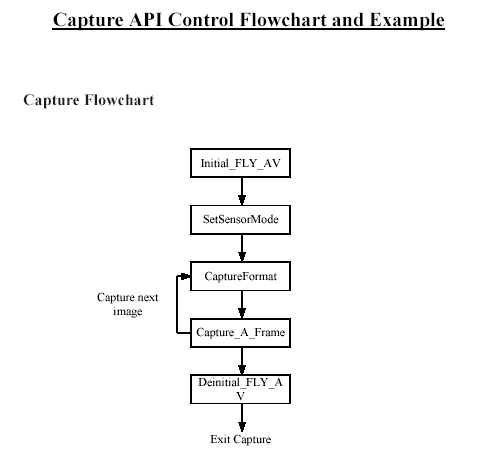 Capture API Control Flowchart and Example
Capture Flowchart
Initial_FLY_AV
SetSensorMode
CaptureFormat
Capture next
image
Capture_A_Frame
Deinitial_FLY_A
V
Exit Capture